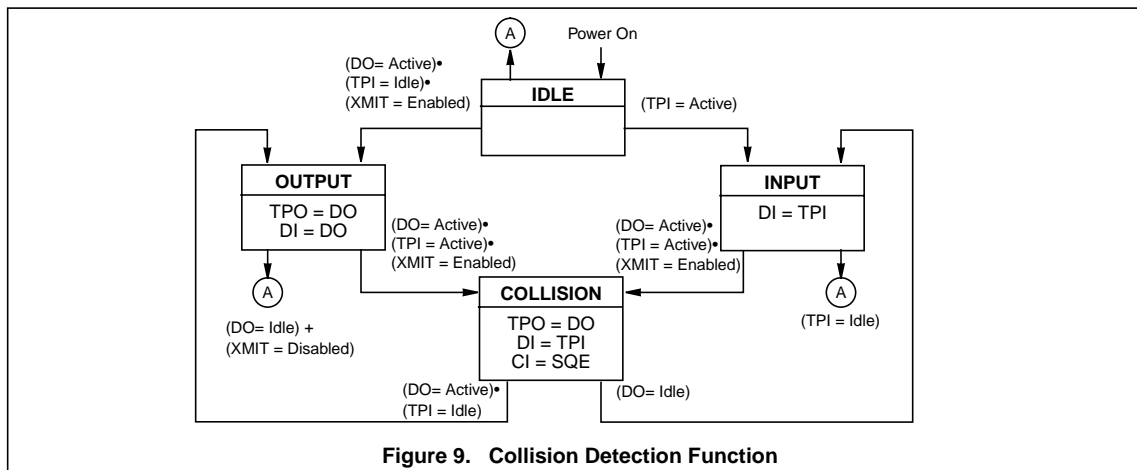 A
Power On
(DO= Active)•
(TPI = Idle)•
(XMIT = Enabled)
IDLE
(TPI = Active)
OUTPUT
TPO = DO
DI = DO
INPUT
DI = TPI
(DO= Active)•
(TPI = Active)•
(XMIT = Enabled)
(DO= Active)•
(TPI = Active)•
(XMIT = Enabled)
A
(DO= Idle) +
(XMIT = Disabled)
COLLISION
TPO = DO
DI = TPI
CI = SQE
A
(TPI = Idle)
(DO= Active)•
(TPI = Idle)
(DO= Idle)
Figure 9. Collision Detection Function